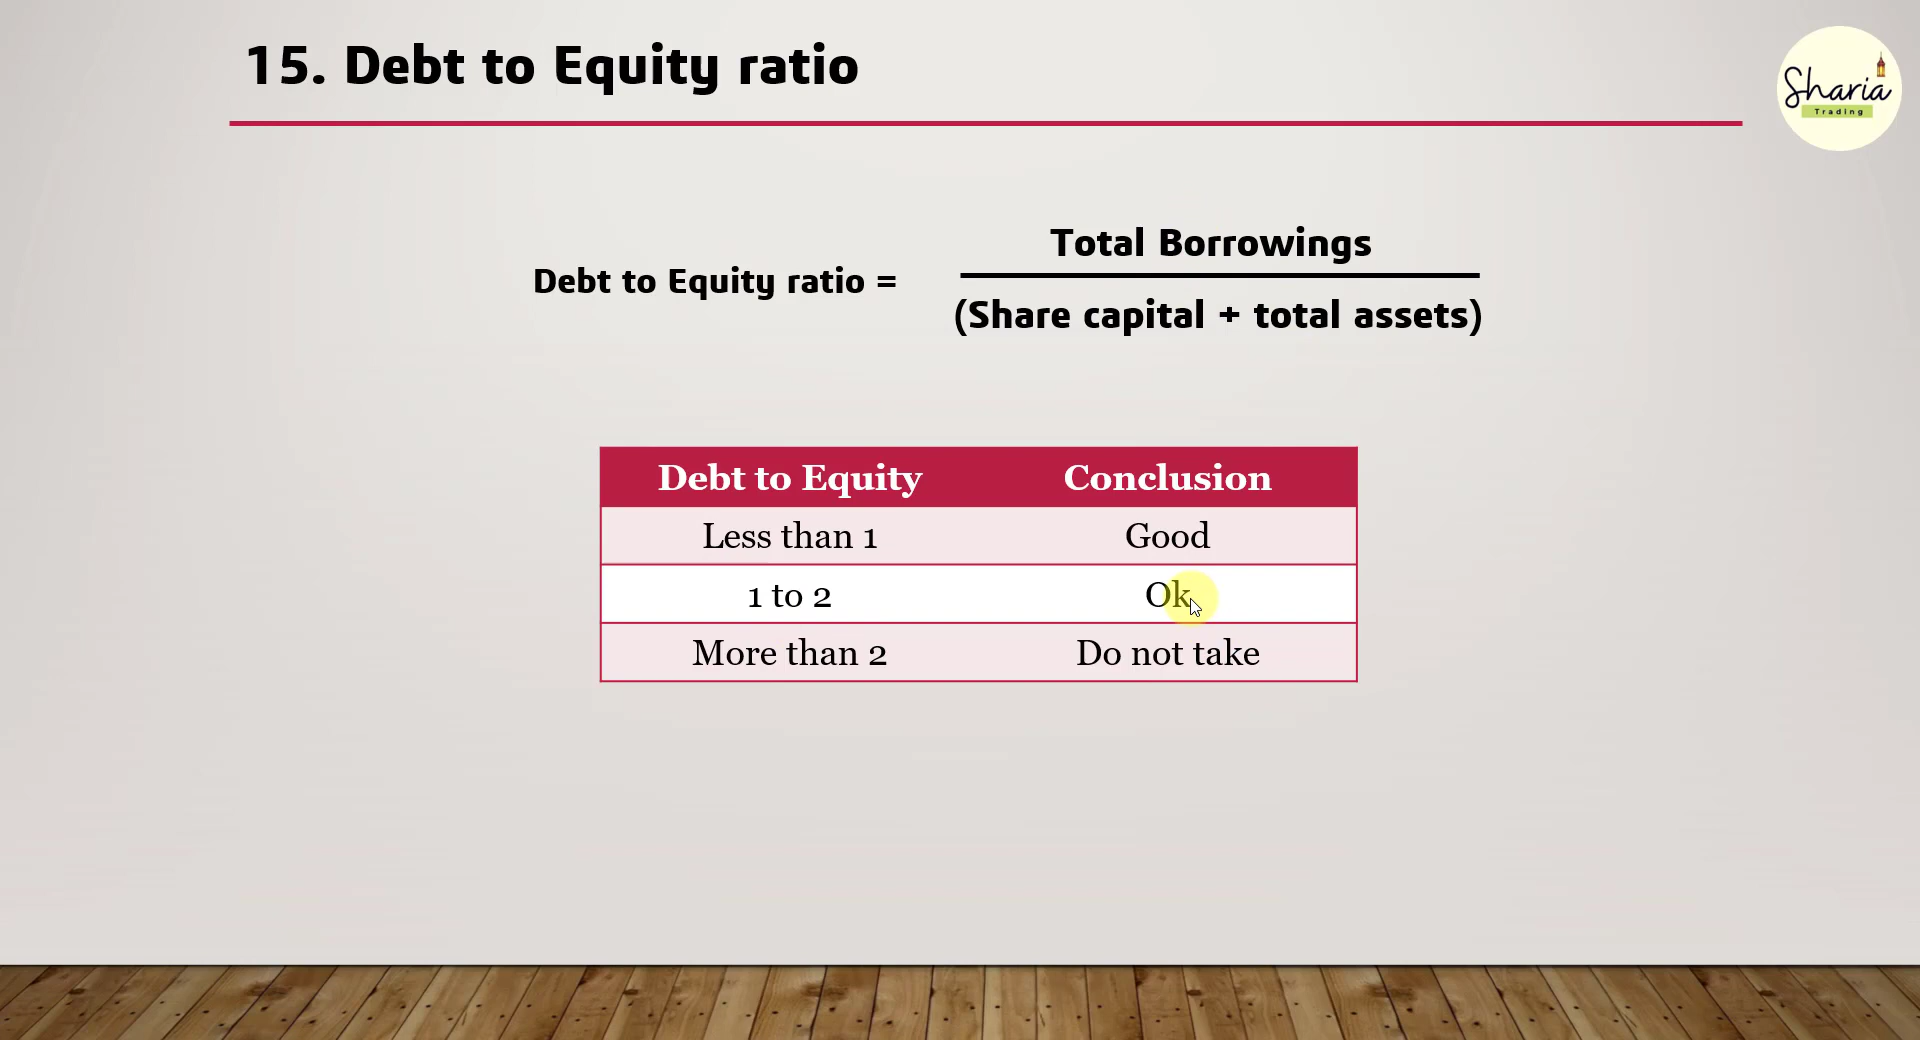 15. Debt to Equity ratio
Sharia
Trading
Total Borrowings
Debt to Equity ratio =
(Share capital + total assets)
Debt to Equity Conclusion
Less than 1 Good
1 to 2 Ok
More than 2 Do not take